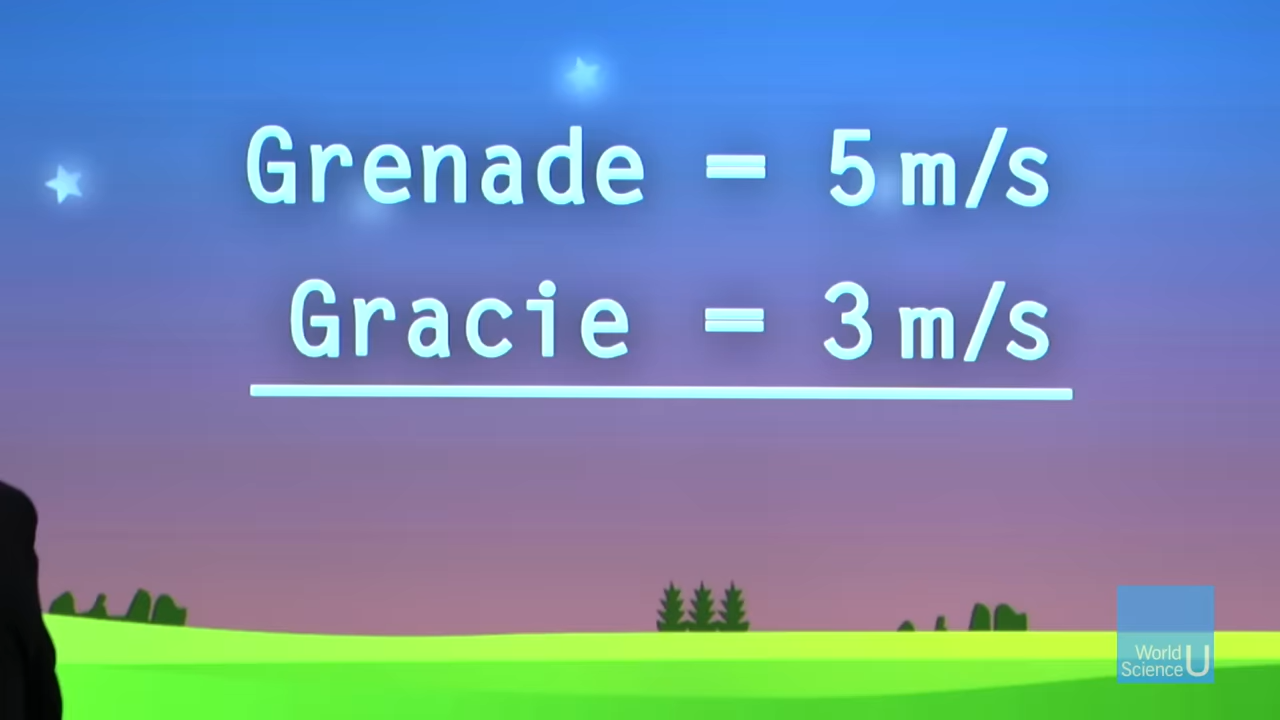 Grenade = 5 m/s
Gracie = 3 m/s
World
Science U